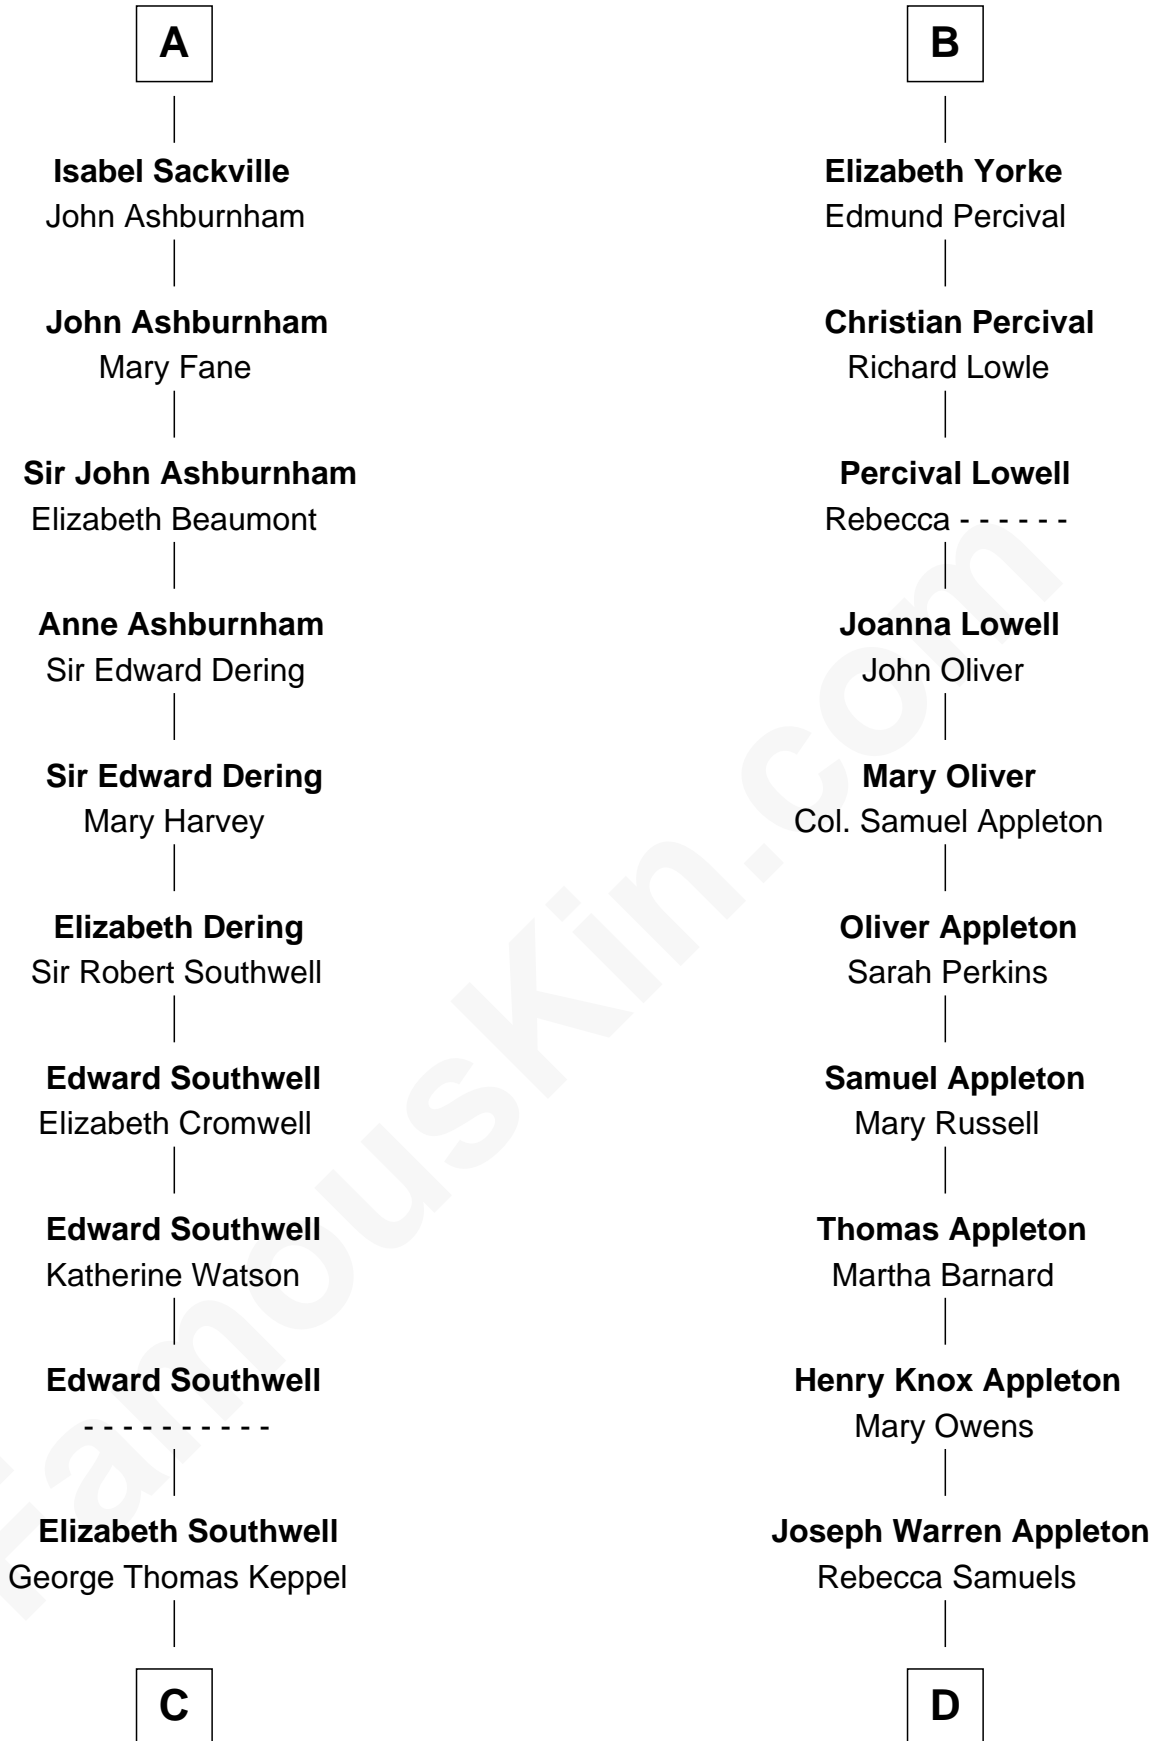 A
Isabel Sackville
John Ashburnham
John Ashburnham
Mary Fane
Sir John Ashburnham
Elizabeth Beaumont
Anne Ashburnham
Sir Edward Dering
Sir Edward Dering
Mary Harvey
Elizabeth Dering
Sir Robert Southwell
Edward Southwell
Elizabeth Cromwell
Edward Southwell
Katherine Watson
Edward Southwell
- - - - - - - - - -
Elizabeth Southwell
George Thomas Keppel
C
B
Elizabeth Yorke
Edmund Percival
Christian Percival
Richard Lowle
Percival Lowell
Rebecca - - - - - -
Joanna Lowell
John Oliver
Mary Oliver
Col. Samuel Appleton
Oliver Appleton
Sarah Perkins
Samuel Appleton
Mary Russell
Thomas Appleton
Martha Barnard
Henry Knox Appleton
Mary Owens
Joseph Warren Appleton
Rebecca Samuels
D
FamousKin.com